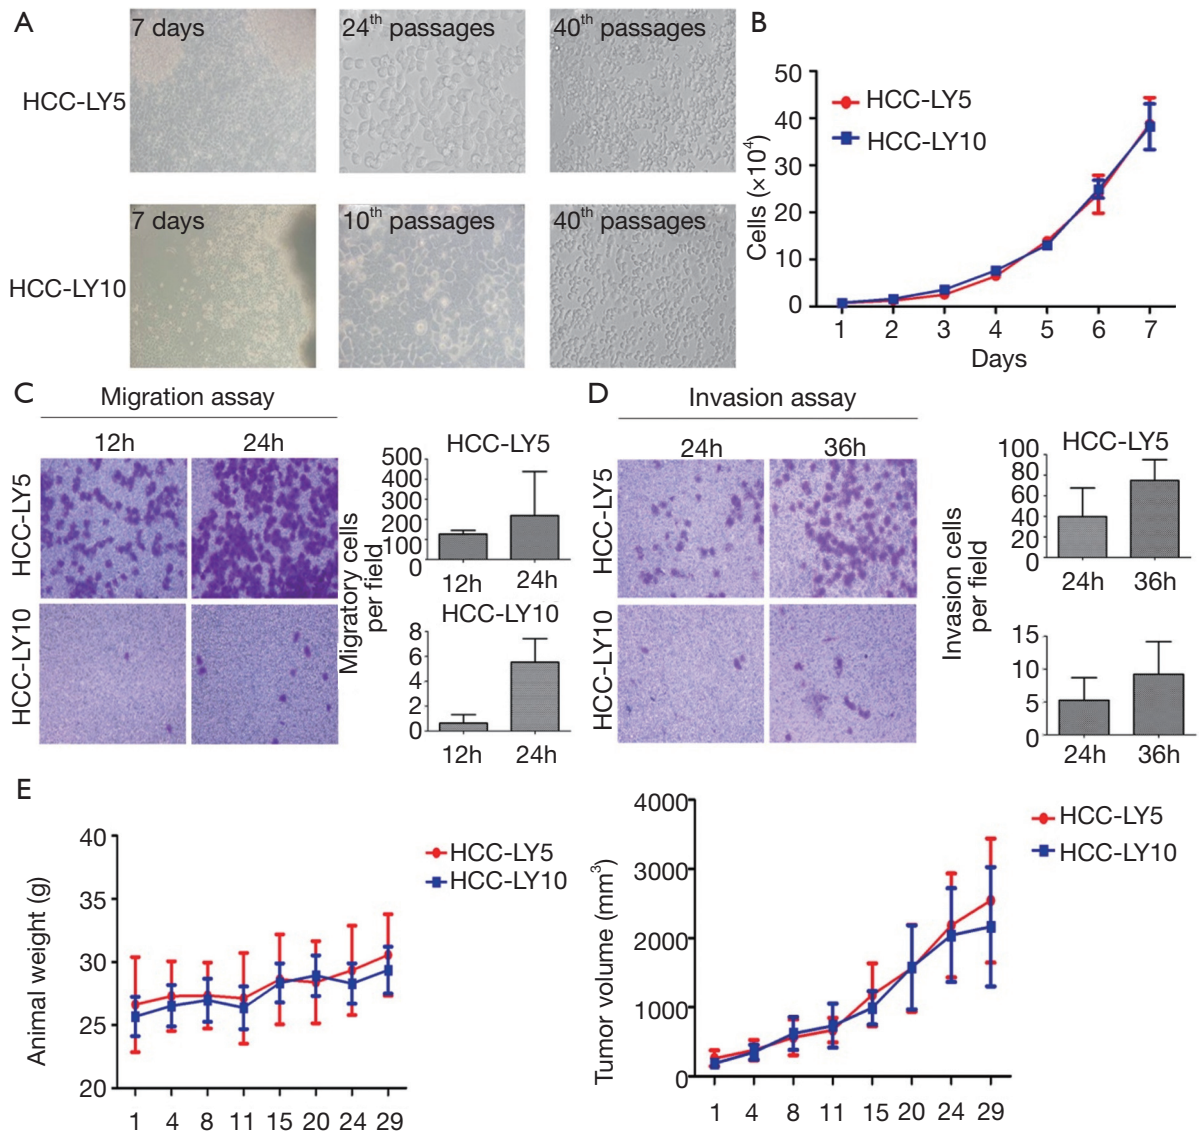 A
7 days
24th passages
40th passages
HCC-LY5
7 days
10th passages
40th passages
HCC-LY10
B
Cells (×10⁴)
50
40
30
20
10
0
HCC-LY5
HCC-LY10
1 2 3 4 5 6 7
Days
C
Migration assay
12h 24h
HCC-LY5
HCC-LY10
Migratory cells
per field
HCC-LY5
500
400
300
200
100
0
12h 24h
HCC-LY10
8
6
4
2
0
12h 24h
D
Invasion assay
24h 36h
HCC-LY5
HCC-LY10
Invasion cells
per field
HCC-LY5
100
80
60
40
20
0
24h 36h
15
10
5
0
24h 36h
E
Animal weight (g)
40
35
30
25
20
HCC-LY5
HCC-LY10
1 4 8 11 15 20 24 29
Tumor volume (mm³)
4000
3000
2000
1000
0
HCC-LY5
HCC-LY10
1 4 8 11 15 20 24 29